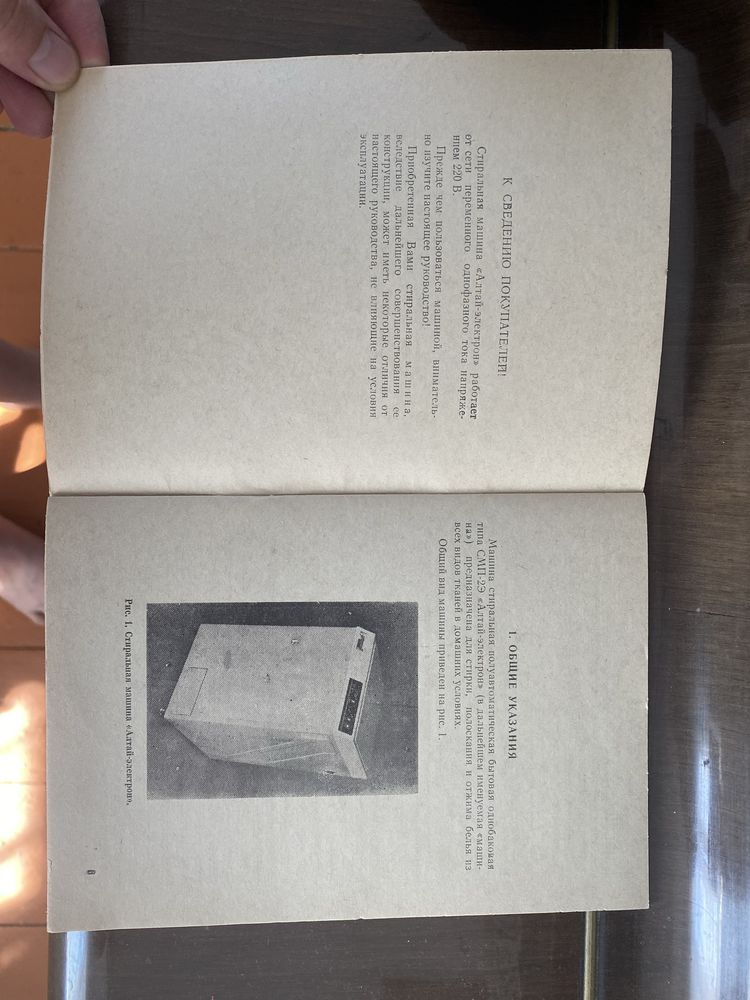 К СВЕДЕНИЮ ПОКУПАТЕЛЕЙ!
Стиральная машина «Алтай-электрон» работает
от сети переменного однофазного тока напряже-
нием 220 В.
Прежде чем пользоваться машиной, вниматель-
но изучите настоящее руководство!
Приобретенная Вами стиральная машина,
вследствие дальнейшего совершенствования ее
конструкции, может иметь некоторые отличия от
настоящего руководства, не влияющие на условия
эксплуатации.
1. ОБЩИЕ УКАЗАНИЯ
Машина стиральная полуавтоматическая бытовая однобаковая
типа СМП-2Э «Алтай-электрон» (в дальнейшем именуемая «маши-
на») предназначена для стирки, полоскания и отжима белья из
всех видов тканей в домашних условиях.
Общий вид машины приведен на рис. 1.
Рис. 1. Стиральная машина «Алтай-электрон».